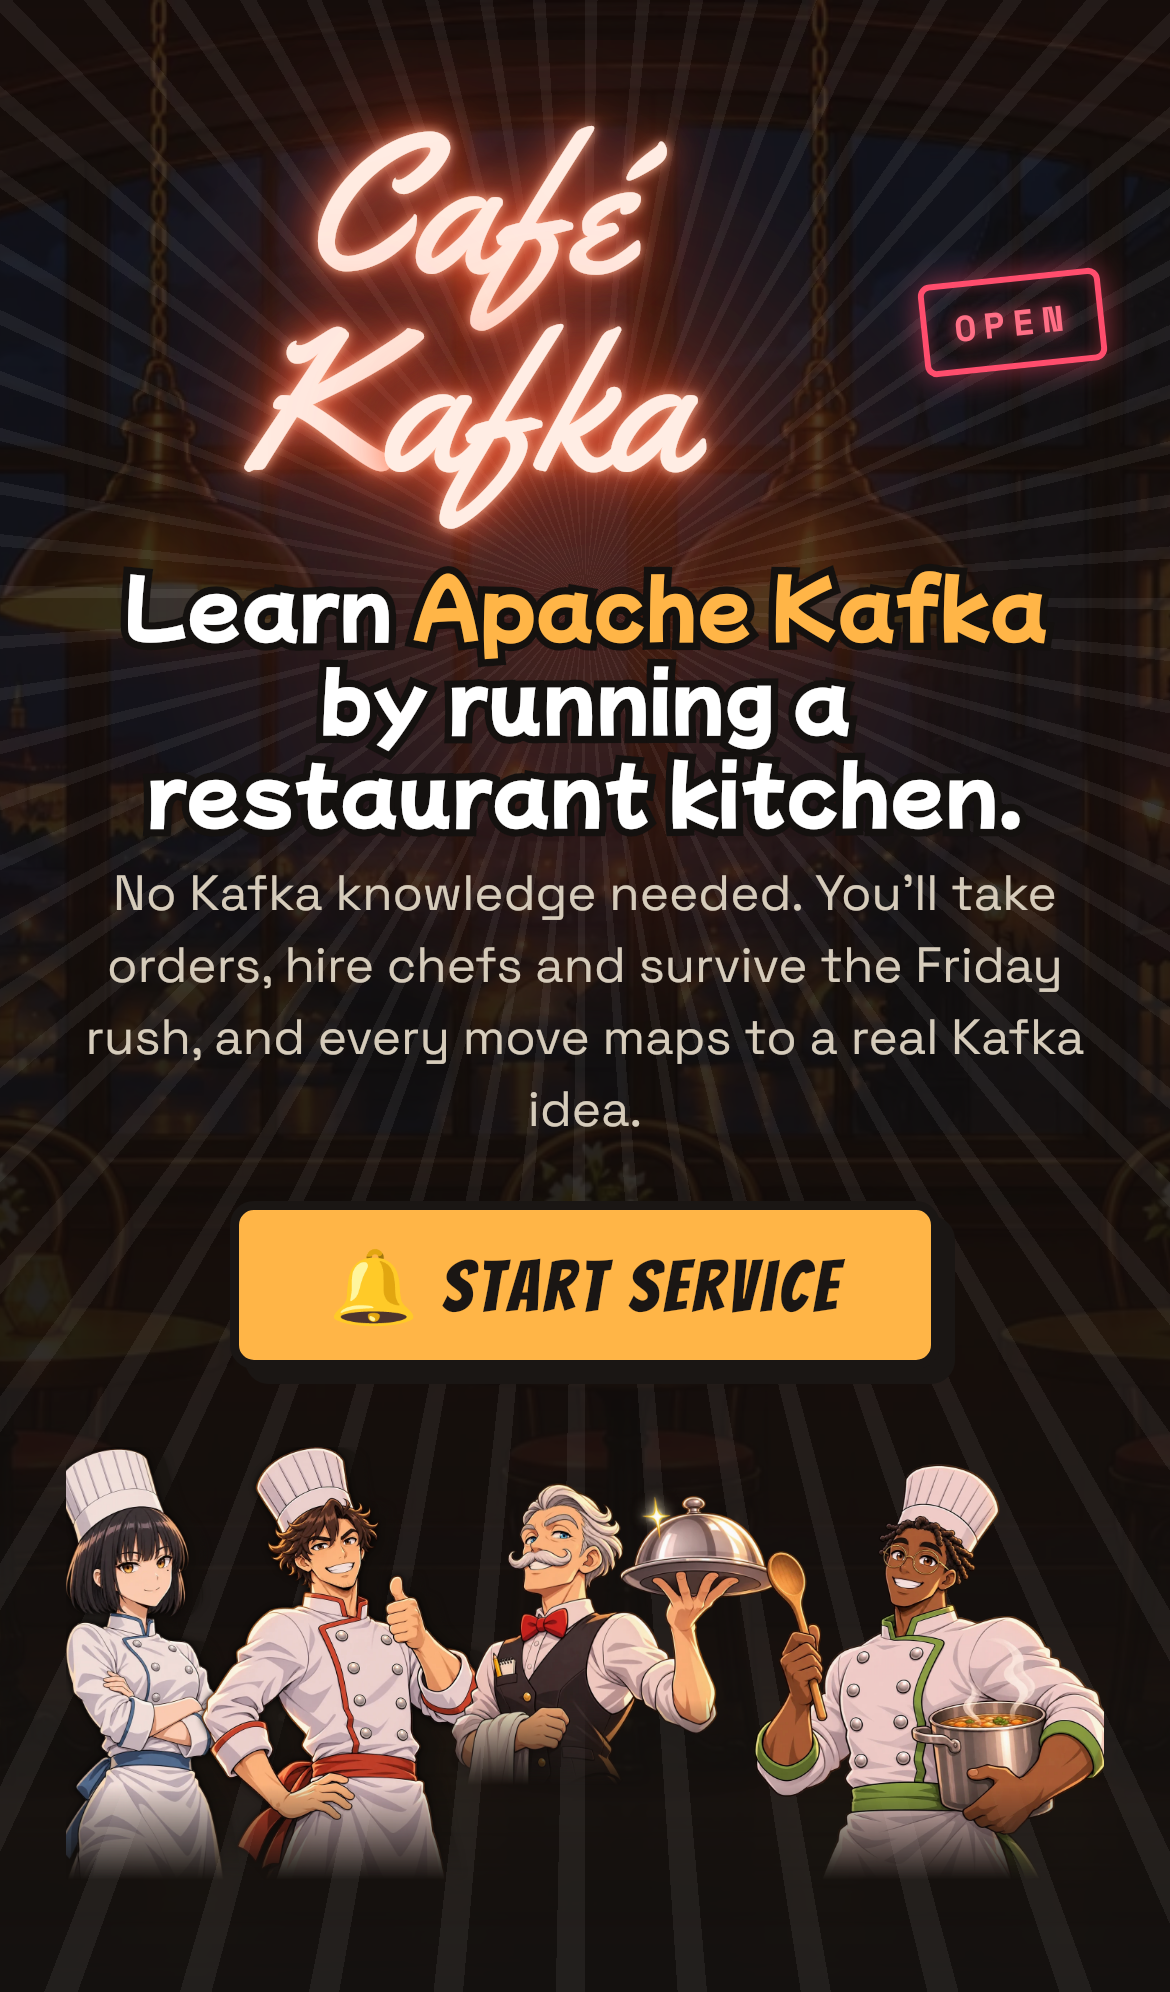 Café
Kafka
OPEN
Learn Apache Kafka
by running a
restaurant kitchen.
No Kafka knowledge needed. You’ll take
orders, hire chefs and survive the Friday
rush, and every move maps to a real Kafka
idea.
START SERVICE